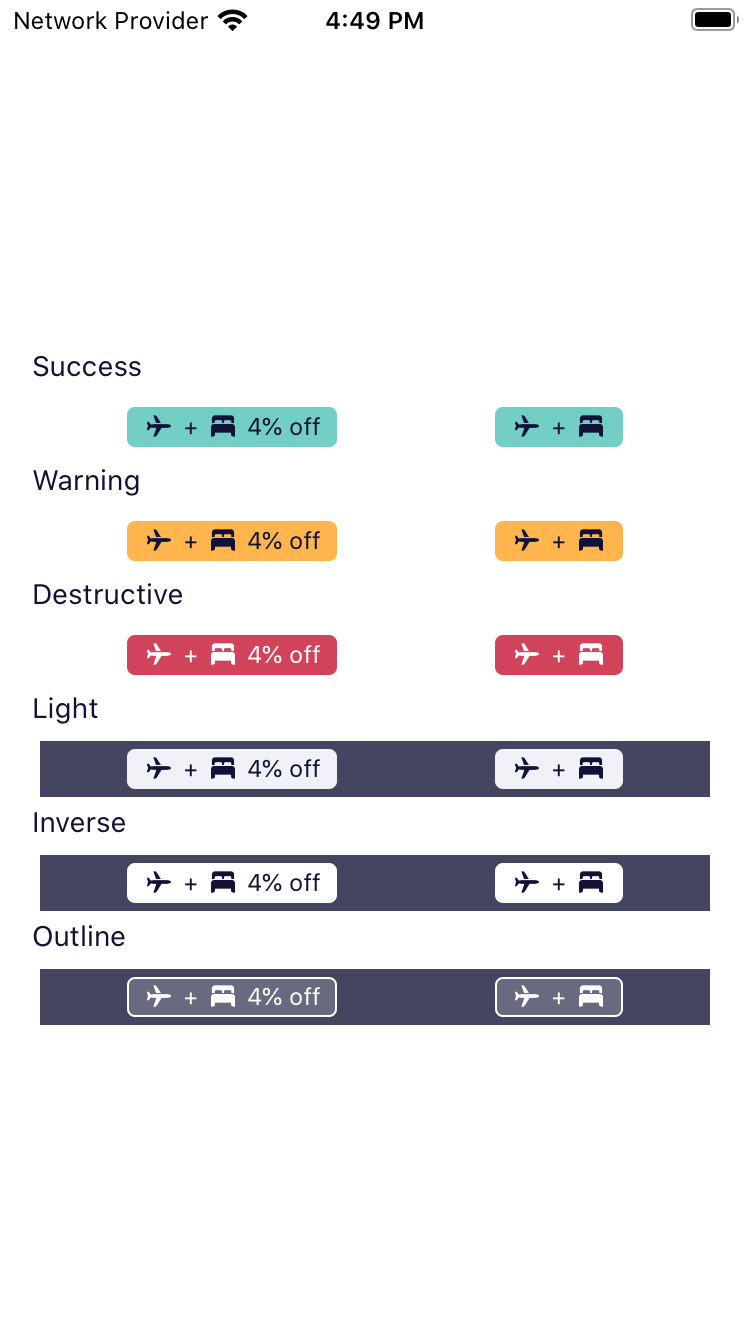 Network Provider 4:49 PM
Success
+ 4% off +
Warning
+ 4% off +
Destructive
+ 4% off +
Light
+ 4% off +
Inverse
+ 4% off +
Outline
+ 4% off +